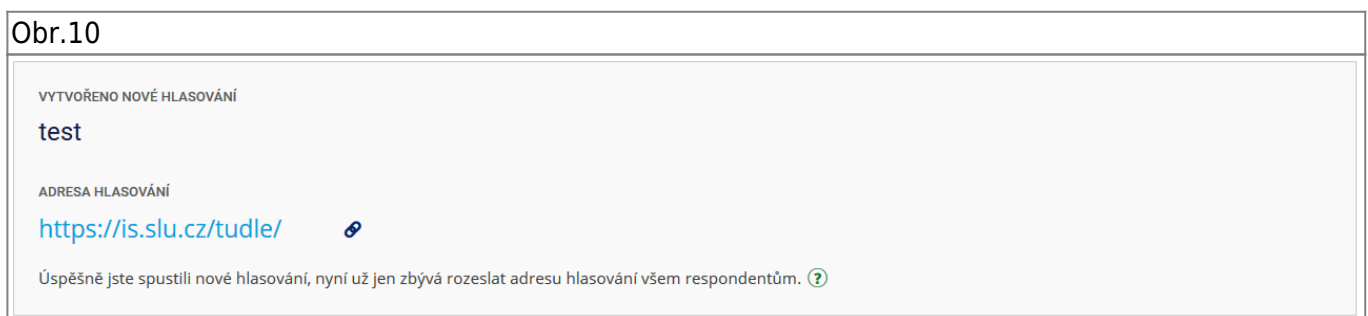 Obr.10
VYTVOŘENO NOVÉ HLASOVÁNÍ
test
ADRESA HLASOVÁNÍ
https://is.slu.cz/tudle/
Úspěšně jste spustili nové hlasování, nyní už jen zbývá rozeslat adresu hlasování všem respondentům. ?